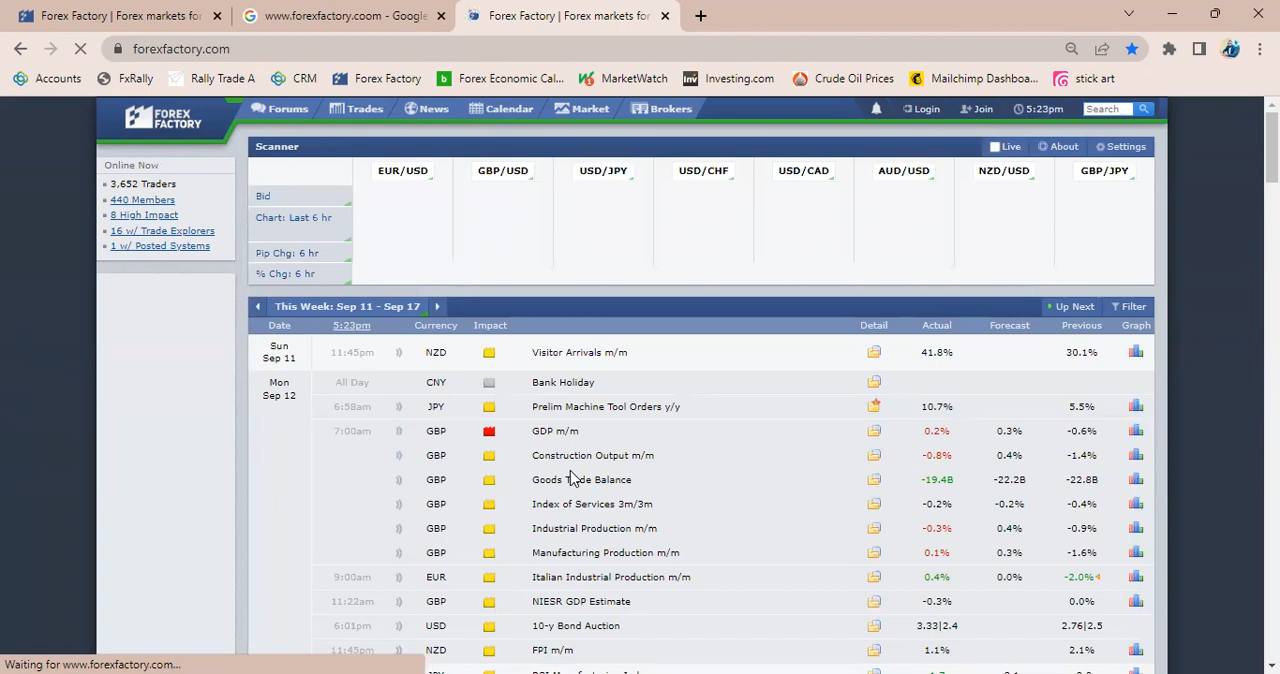 Forex Factory | Forex markets for
www.forexfactory.coom - Google
Forex Factory | Forex markets for
forexfactory.com
Accounts FxRally Rally Trade A CRM Forex Factory Forex Economic Cal... MarketWatch Investing.com Crude Oil Prices Mailchimp Dashboa... stick art
FOREX FACTORY
Forums Trades News Calendar Market Brokers Login Join 5:23pm Search
Online Now
3,652 Traders
440 Members
8 High Impact
16 w/ Trade Explorers
1 w/ Posted Systems
Scanner Live About Settings
EUR/USD GBP/USD USD/JPY USD/CHF USD/CAD AUD/USD NZD/USD GBP/JPY
Bid
Chart: Last 6 hr
Pip Chg: 6 hr
% Chg: 6 hr
This Week: Sep 11 - Sep 17 Up Next Filter
Date 5:23pm Currency Impact Detail Actual Forecast Previous Graph
Sun Sep 11 11:45pm NZD Visitor Arrivals m/m 41.8% 30.1%
Mon Sep 12 All Day CNY Bank Holiday
6:58am JPY Prelim Machine Tool Orders y/y 10.7% 5.5%
7:00am GBP GDP m/m 0.2% 0.3% -0.6%
GBP Construction Output m/m -0.8% 0.4% -1.4%
GBP Goods Trade Balance -19.4B -22.2B -22.8B
GBP Index of Services 3m/3m -0.2% -0.2% -0.4%
GBP Industrial Production m/m -0.3% 0.4% -0.9%
GBP Manufacturing Production m/m 0.1% 0.3% -1.6%
9:00am EUR Italian Industrial Production m/m 0.4% 0.0% -2.0%
11:22am GBP NIESR GDP Estimate -0.3% 0.0%
6:01pm USD 10-y Bond Auction 3.33|2.4 2.76|2.5
11:45pm NZD FPI m/m 1.1% 2.1%
Waiting for www.forexfactory.com...